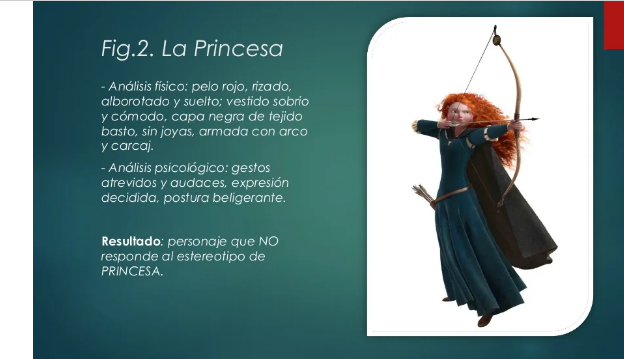 Fig.2. La Princesa
- Análisis físico: pelo rojo, rizado,
alborotado y suelto; vestido sobrio
y cómodo, capa negra de tejido
basto, sin joyas, armada con arco
y carcaj.
- Análisis psicológico: gestos
atrevidos y audaces, expresión
decidida, postura beligerante.
Resultado: personaje que NO
responde al estereotipo de
PRINCESA.